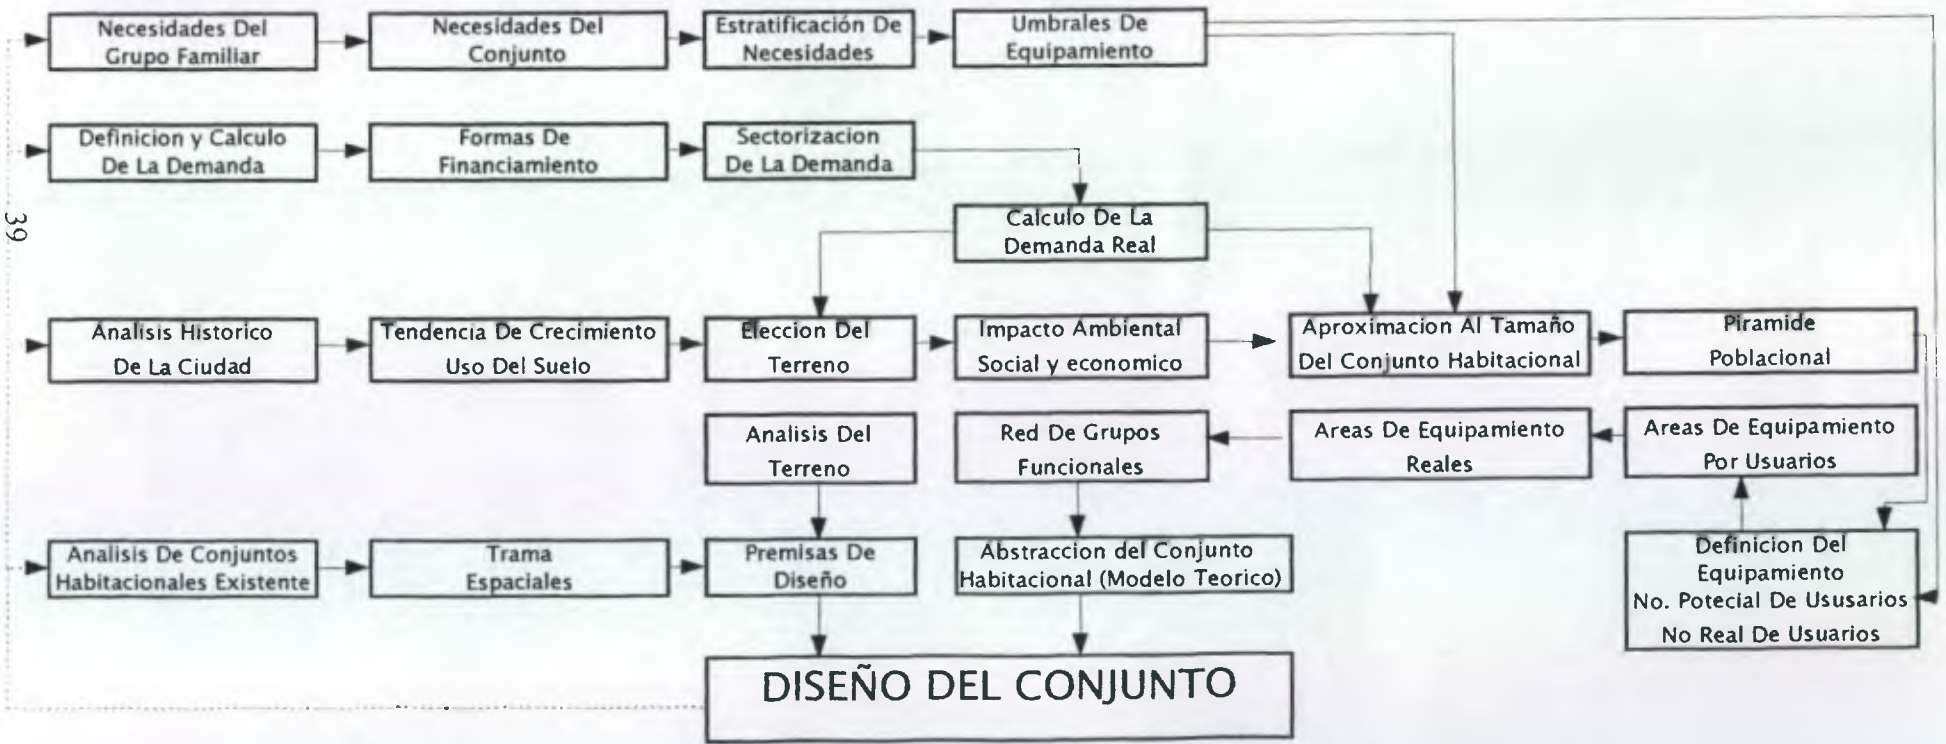 Necesidades Del
Grupo Familiar
Necesidades Del
Conjunto
Estratificación De
Necesidades
Umbrales De
Equipamiento
Definicion y Calculo
De La Demanda
Formas De
Financiamiento
Sectorizacion
De La Demanda
39
Calculo De La
Demanda Real
Analisis Historico
De La Ciudad
Tendencia De Crecimiento
Uso Del Suelo
Eleccion Del
Terreno
Impacto Ambiental
Social y economico
Aproximacion Al Tamaño
Del Conjunto Habitacional
Piramide
Poblacional
Analisis Del
Terreno
Red De Grupos
Funcionales
Areas De Equipamiento
Reales
Areas De Equipamiento
Por Usuarios
Analisis De Conjuntos
Habitacionales Existente
Trama
Espaciales
Premisas De
Diseño
Abstraccion del Conjunto
Habitacional (Modelo Teorico)
Definicion Del
Equipamiento
No. Potecial De Ususarios
No Real De Usuarios
DISEÑO DEL CONJUNTO